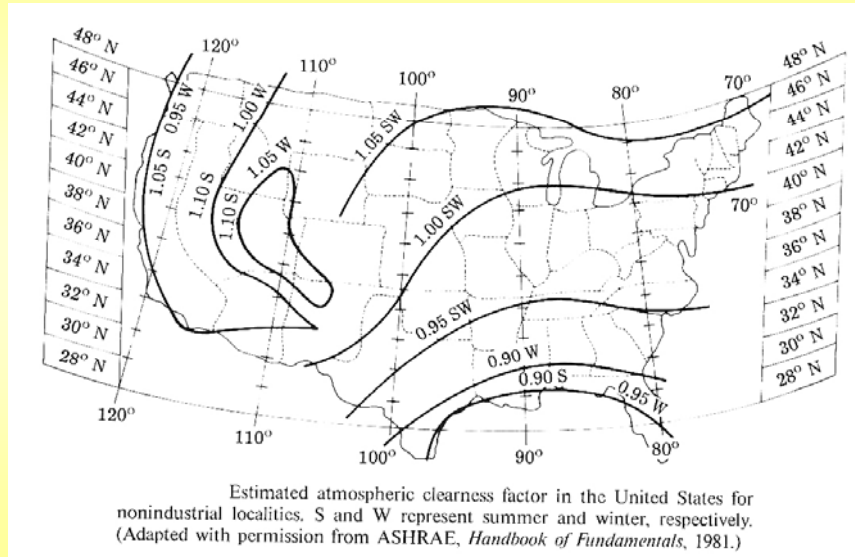 48° N
46° N
44° N
42° N
40° N
38° N
36° N
34° N
32° N
30° N
28° N
120°
110°
100°
90°
80°
70°
48° N
46° N
44° N
42° N
40° N
38° N
36° N
34° N
32° N
30° N
28° N
70°
0.95 W
1.05 S
1.00 W
1.10 S
1.05 W
1.10 S
1.05 SW
1.00 SW
0.95 SW
0.90 W
0.90 S
0.95 W
120°
110°
100°
90°
80°
Estimated atmospheric clearness factor in the United States for
nonindustrial localities. S and W represent summer and winter, respectively.
(Adapted with permission from ASHRAE, Handbook of Fundamentals, 1981.)